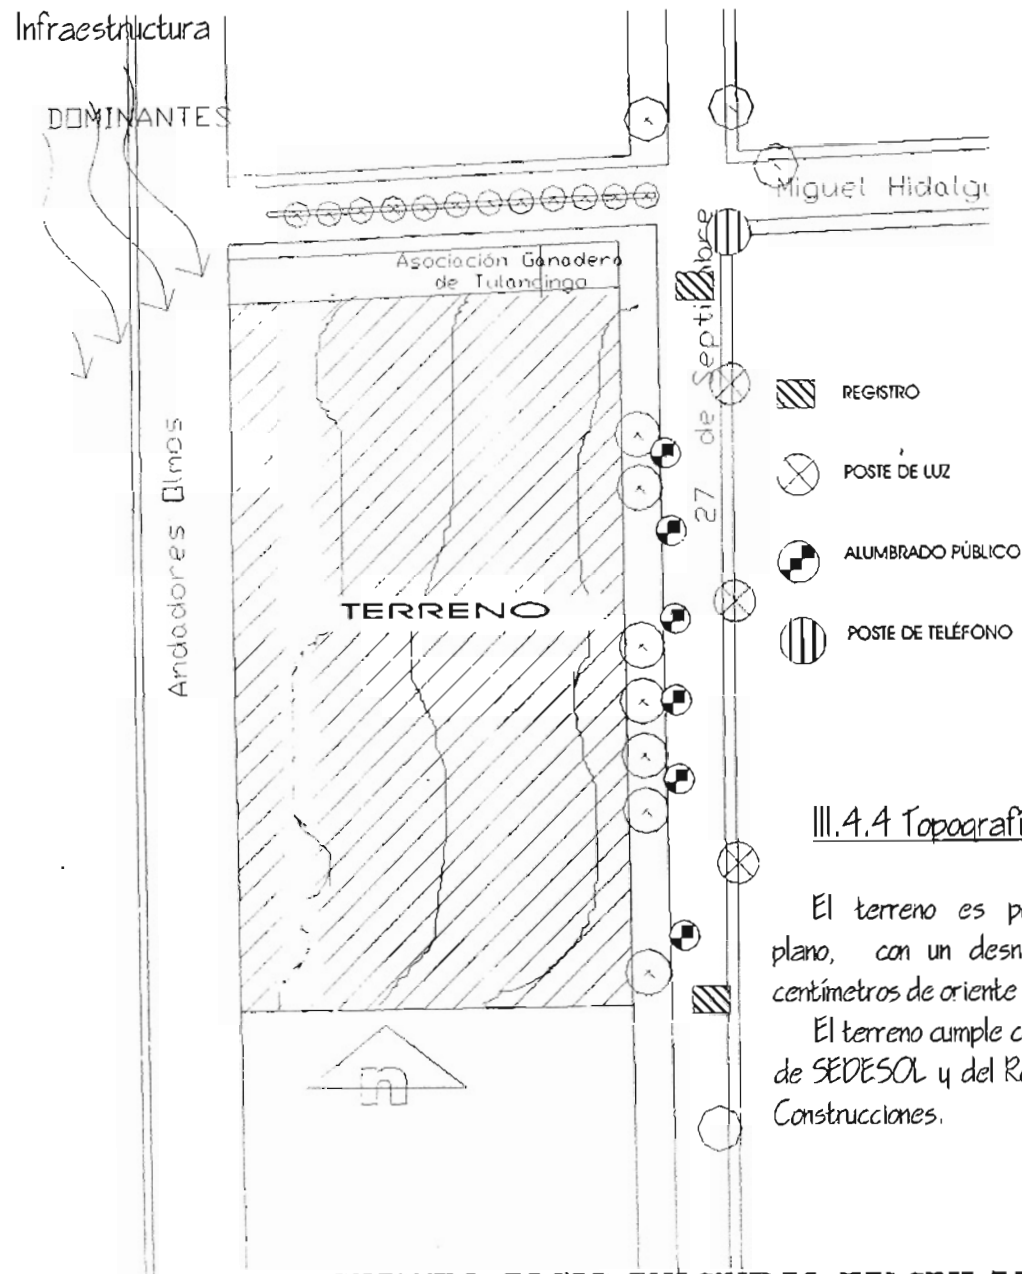 Infraestructura
DOMINANTES
Miguel Hidalg
Asociación Ganadera
de Tulancingo
27 de Septiembre
Andadores Olmos
TERRENO
REGISTRO
POSTE DE LUZ
ALUMBRADO PÚBLICO
POSTE DE TELÉFONO
III.4.4 Topografí
El terreno es p
plano, con un desn
centímetros de oriente
El terreno cumple c
de SEDESOL y del R
Construcciones.
n